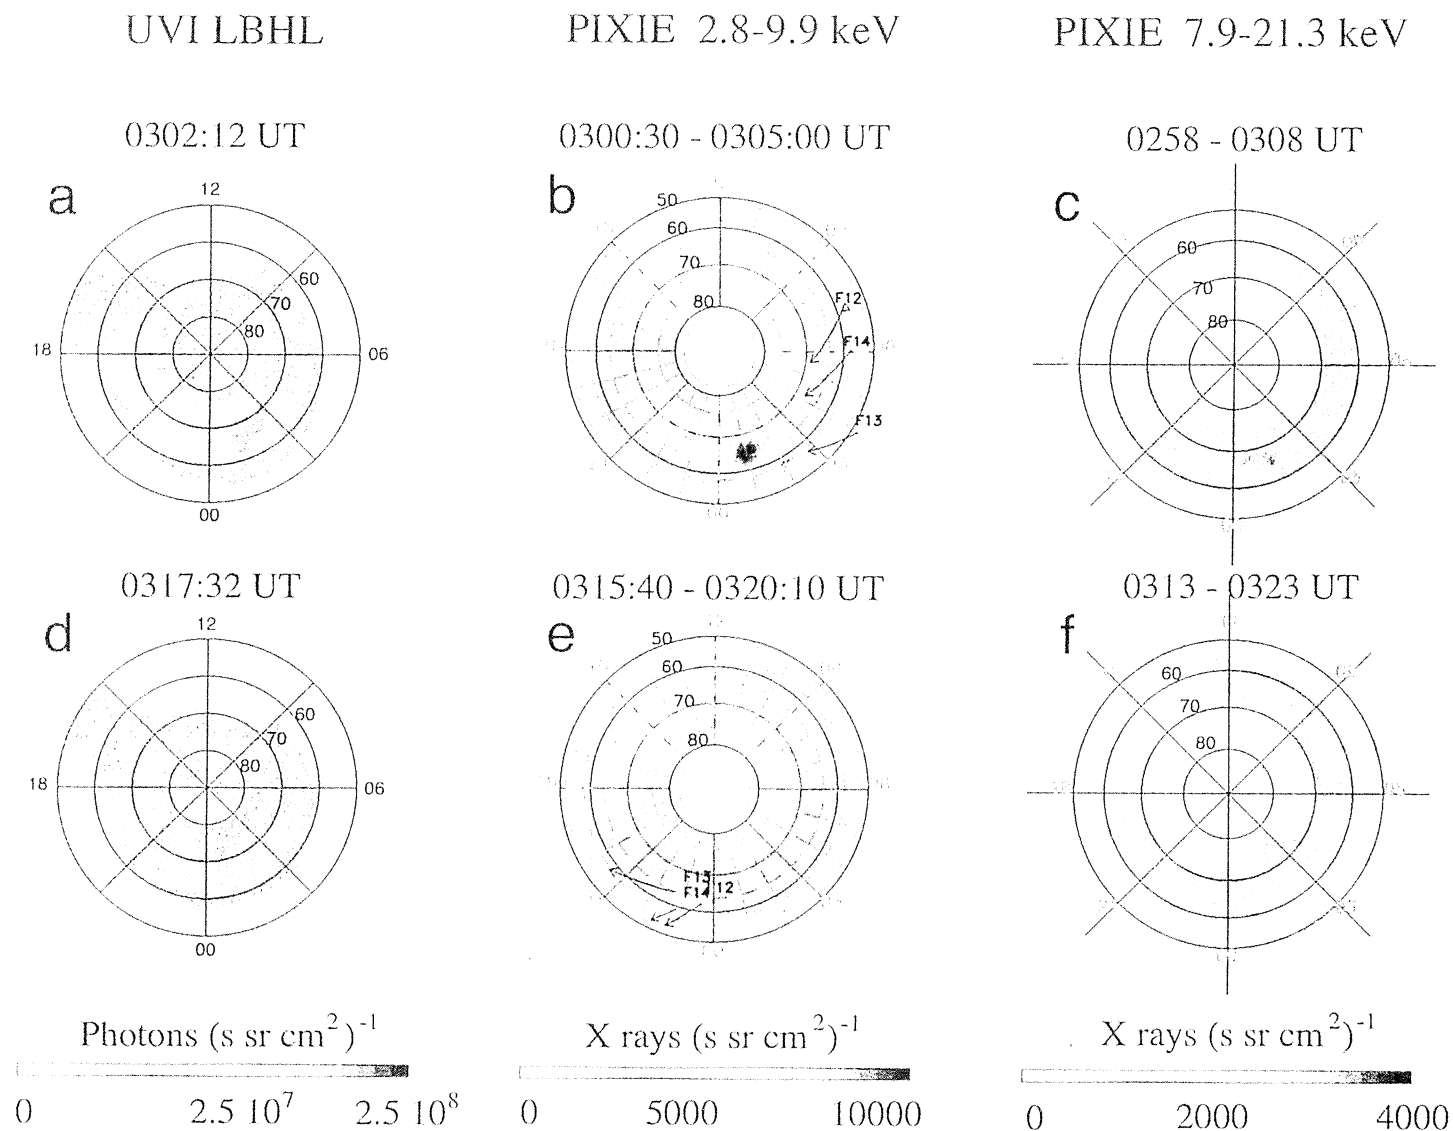 UVI LBHL PIXIE 2.8-9.9 keV PIXIE 7.9-21.3 keV
0302:12 UT 0300:30 - 0305:00 UT 0258 - 0308 UT
a
12
18
06
00
60
70
80
b
50
60
70
80
F12
F14
F13
00
c
60
70
80
0317:32 UT 0315:40 - 0320:10 UT 0313 - 0323 UT
d
12
18
06
00
60
70
80
e
50
60
70
80
F13
F14 12
f
60
70
80
Photons (s sr cm²)⁻¹ X rays (s sr cm²)⁻¹ X rays (s sr cm²)⁻¹
0 2.5 10⁷ 2.5 10⁸ 0 5000 10000 0 2000 4000